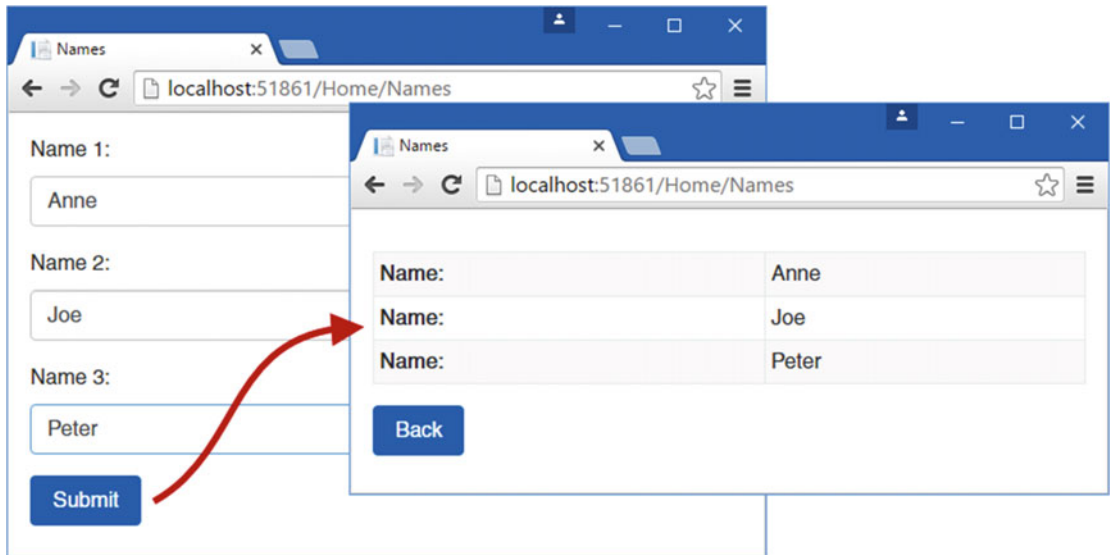 Names
localhost:51861/Home/Names
Name 1:
Anne
Name 2:
Joe
Name 3:
Peter
Submit
Names
localhost:51861/Home/Names
Name: Anne
Name: Joe
Name: Peter
Back